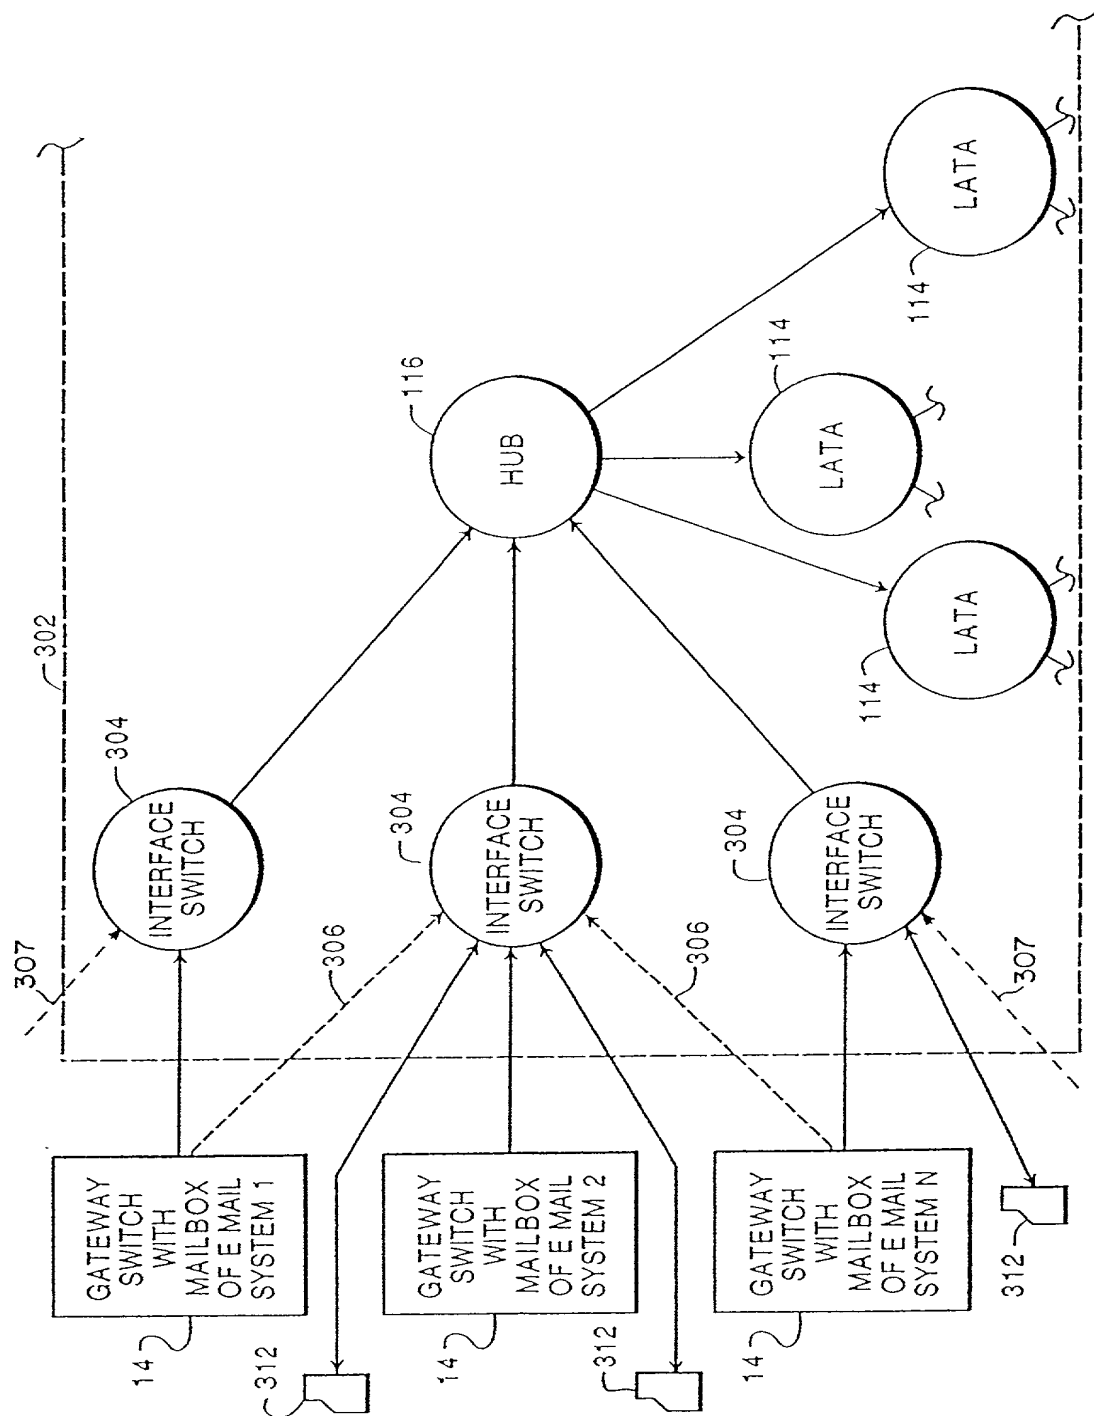 302
307
304
INTERFACE
SWITCH
306
304
INTERFACE
SWITCH
306
304
INTERFACE
SWITCH
307
116
HUB
114
LATA
114
LATA
114
LATA
GATEWAY
SWITCH
WITH
MAILBOX
OF E MAIL
SYSTEM 1
14
312
GATEWAY
SWITCH
WITH
MAILBOX
OF E MAIL
SYSTEM 2
14
312
GATEWAY
SWITCH
WITH
MAILBOX
OF E MAIL
SYSTEM N
14
312